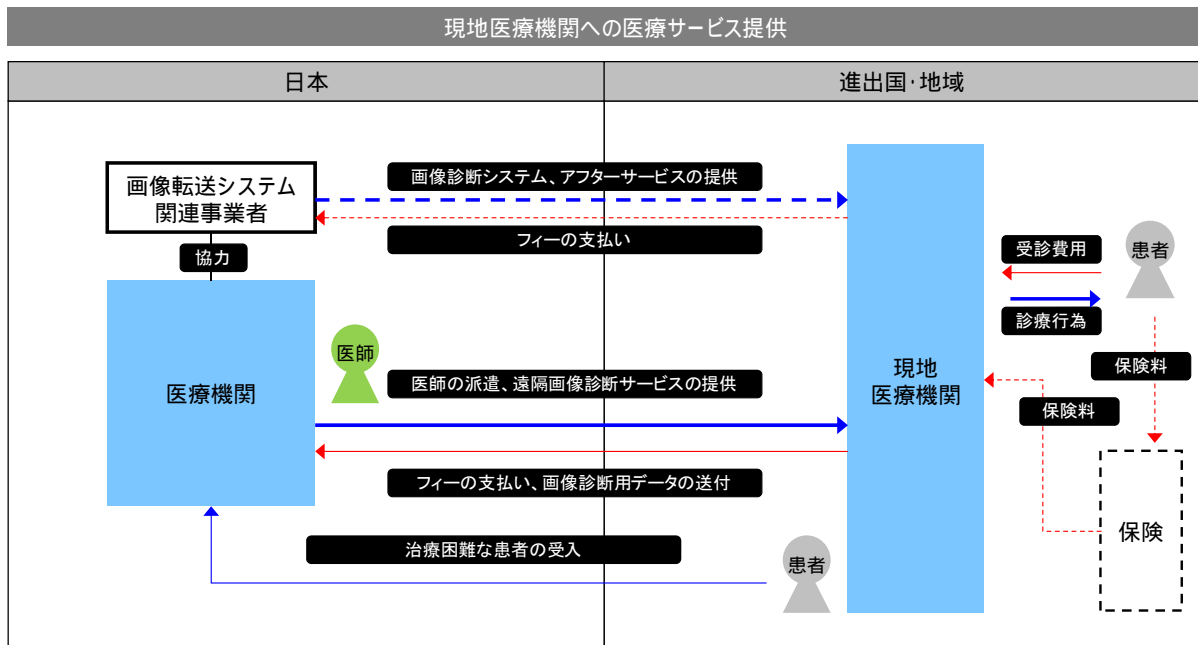 現地医療機関への医療サービス提供
日本
進出国・地域
画像転送システム
関連事業者
画像診断システム、アフターサービスの提供
フィーの支払い
協力
受診費用
患者
診療行為
医師
医療機関
医師の派遣、遠隔画像診断サービスの提供
現地
医療機関
保険料
保険料
フィーの支払い、画像診断用データの送付
保険
治療困難な患者の受入
患者